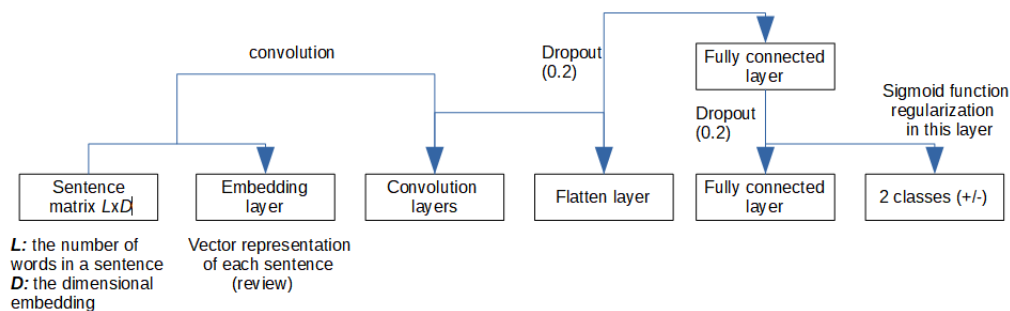 convolution
Dropout
(0.2)
Fully connected
layer
Dropout
(0.2)
Sigmoid function
regularization
in this layer
Sentence
matrix LxD
Embedding
layer
Convolution
layers
Flatten layer
Fully connected
layer
2 classes (+/-)
L: the number of
words in a sentence
D: the dimensional
embedding
Vector representation
of each sentence
(review)